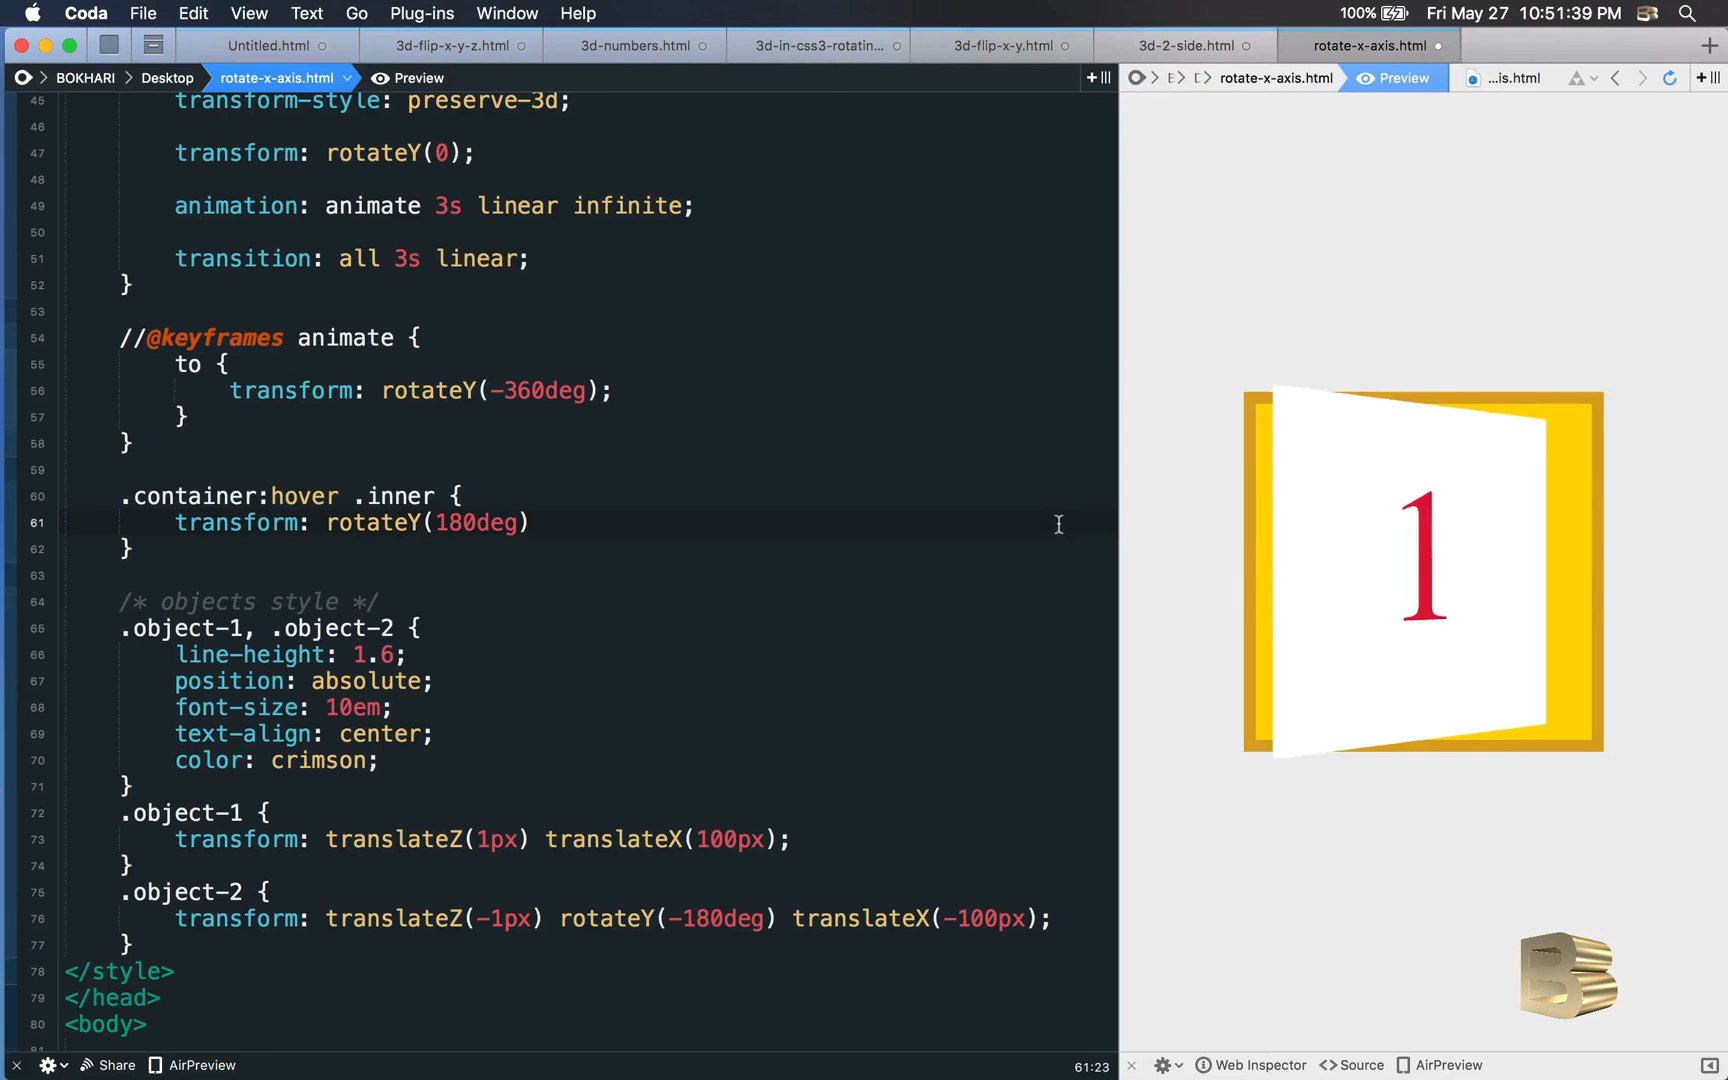 Coda File Edit View Text Go Plug-ins Window Help 100% Fri May 27 10:51:39 PM
Untitled.html 3d-flip-x-y-z.html 3d-numbers.html 3d-in-css3-rotatin... 3d-flip-x-y.html 3d-2-side.html rotate-x-axis.html
BOKHARI Desktop rotate-x-axis.html Preview rotate-x-axis.html Preview ...is.html
45 transform-style: preserve-3d;
46
47 transform: rotateY(0);
48
49 animation: animate 3s linear infinite;
50
51 transition: all 3s linear;
52 }
53
54 //@keyframes animate {
55 to {
56 transform: rotateY(-360deg);
57 }
58 }
59
60 .container:hover .inner {
61 transform: rotateY(180deg)
62 }
63
64 /* objects style */
65 .object-1, .object-2 {
66 line-height: 1.6;
67 position: absolute;
68 font-size: 10em;
69 text-align: center;
70 color: crimson;
71 }
72 .object-1 {
73 transform: translateZ(1px) translateX(100px);
74 }
75 .object-2 {
76 transform: translateZ(-1px) rotateY(-180deg) translateX(-100px);
77 }
78 </style>
79 </head>
80 <body>
1
B
Share AirPreview 61:23 Web Inspector Source AirPreview